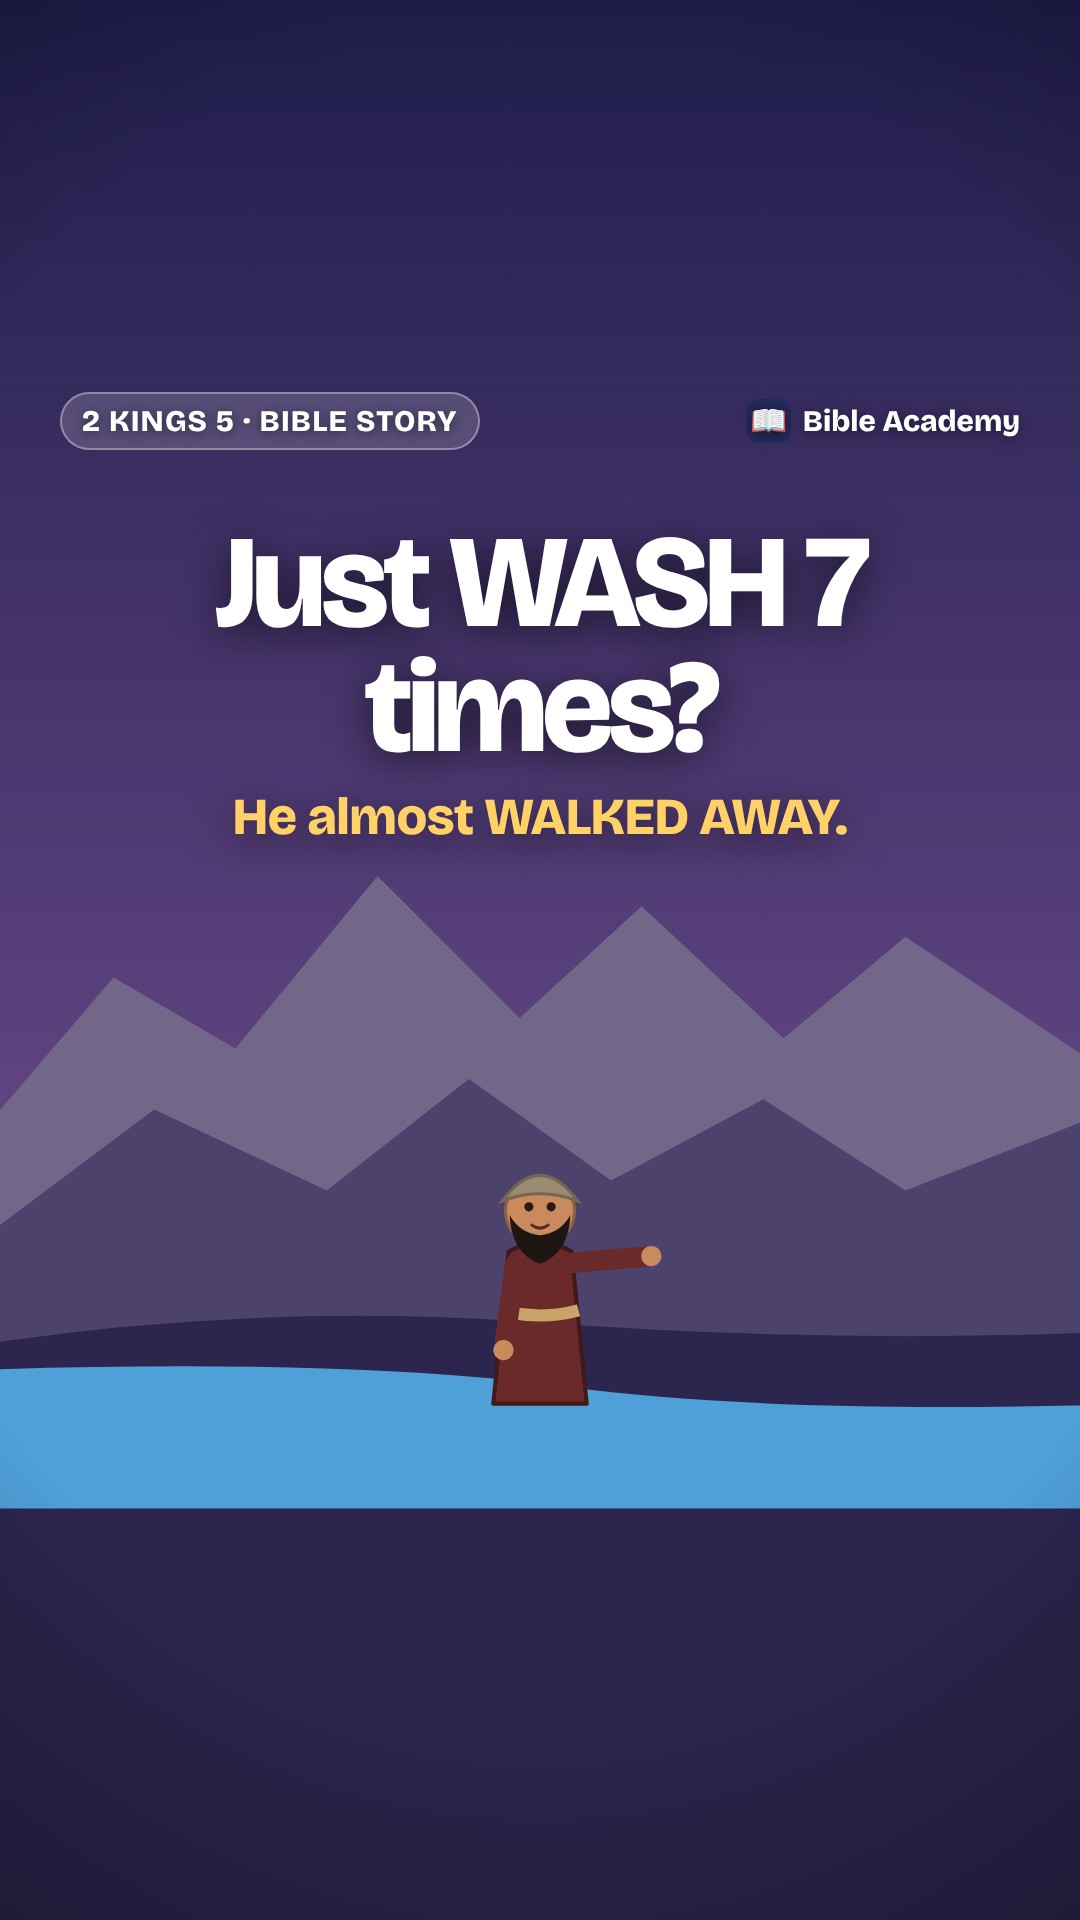 2 KINGS 5 · BIBLE STORY
Bible Academy
Just WASH 7
times?
He almost WALKED AWAY.